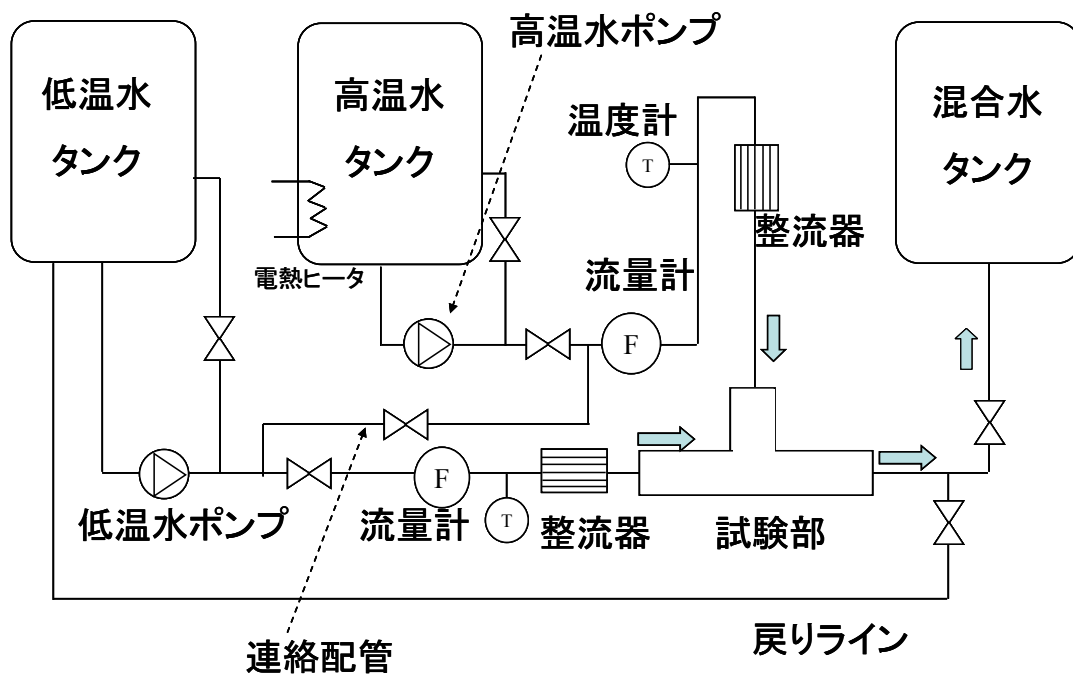 低温水
タンク
高温水
タンク
高温水ポンプ
混合水
タンク
温度計
T
整流器
電熱ヒータ
流量計
F
F
T
低温水ポンプ
流量計
整流器
試験部
戻りライン
連絡配管